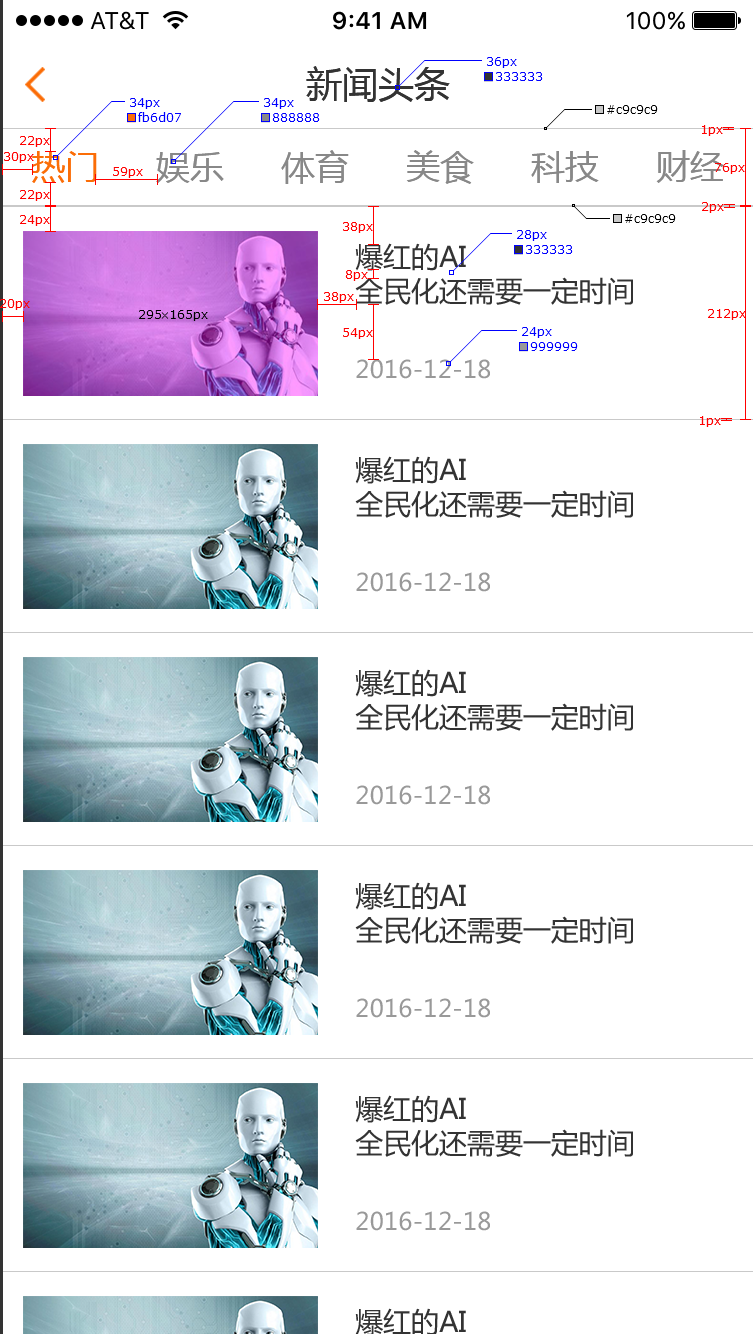 AT&T 9:41 AM 100%
36px
新闻头条
333333
34px 34px
fb6d07 888888
#c9c9c9
1px
22px
30px
热门 娱乐 体育 美食 科技 财经
59px
76px
22px
2px
24px
#c9c9c9
38px
28px
爆红的AI
333333
8px
全民化还需要一定时间
20px
38px
295×165px
212px
54px
24px
999999
2016-12-18
1px
爆红的AI
全民化还需要一定时间
2016-12-18
爆红的AI
全民化还需要一定时间
2016-12-18
爆红的AI
全民化还需要一定时间
2016-12-18
爆红的AI
全民化还需要一定时间
2016-12-18
爆红的AI